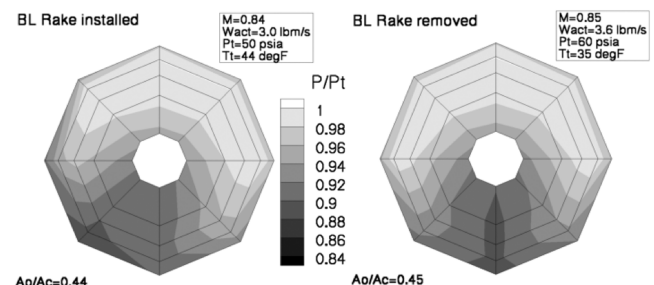 BL Rake installed
M=0.84
Wact=3.0 lbm/s
Pt=50 psia
Tt=44 degF
BL Rake removed
M=0.85
Wact=3.6 lbm/s
Pt=60 psia
Tt=35 degF
P/Pt
1
0.98
0.96
0.94
0.92
0.9
0.88
0.86
0.84
Ao/Ac=0.44
Ao/Ac=0.45